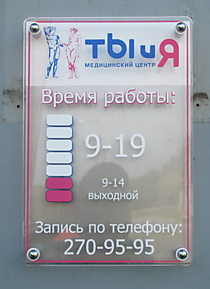 ТЫ и Я
МЕДИЦИНСКИЙ ЦЕНТР
Время работы:
9-19
9-14
выходной
Запись по телефону:
270-95-95